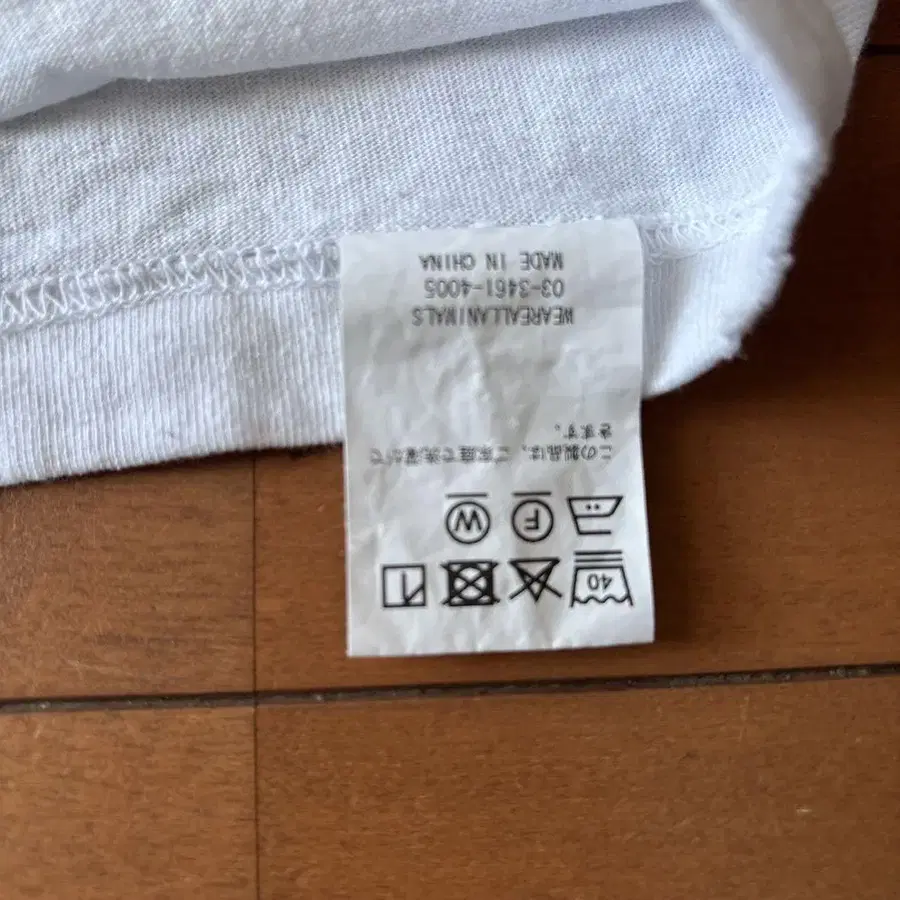 40
F W
この製品は、ご家庭で洗濯がで
きます。
WEAREALLANIMALS
03-3461-4005
MADE IN CHINA